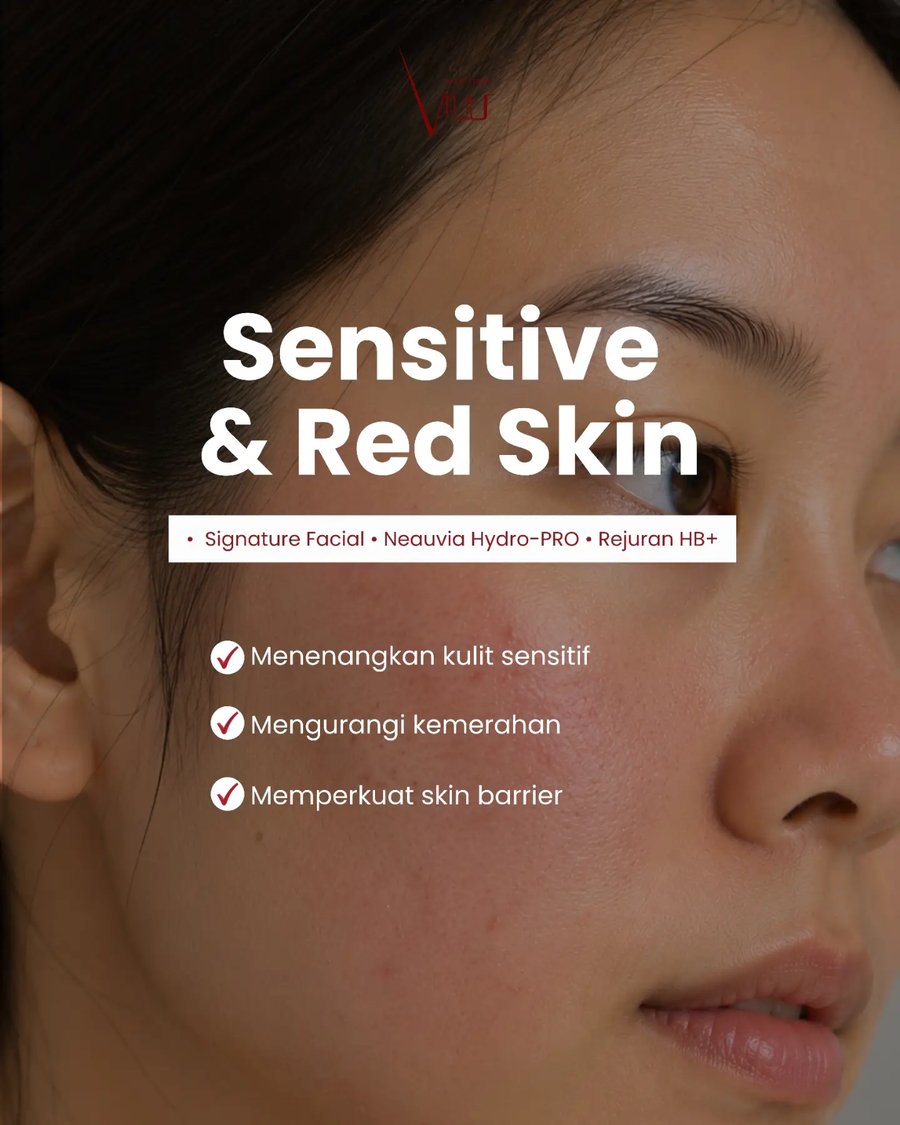 Sensitive
& Red Skin
• Signature Facial • Neauvia Hydro-PRO • Rejuran HB+
Menenangkan kulit sensitif
Mengurangi kemerahan
Memperkuat skin barrier